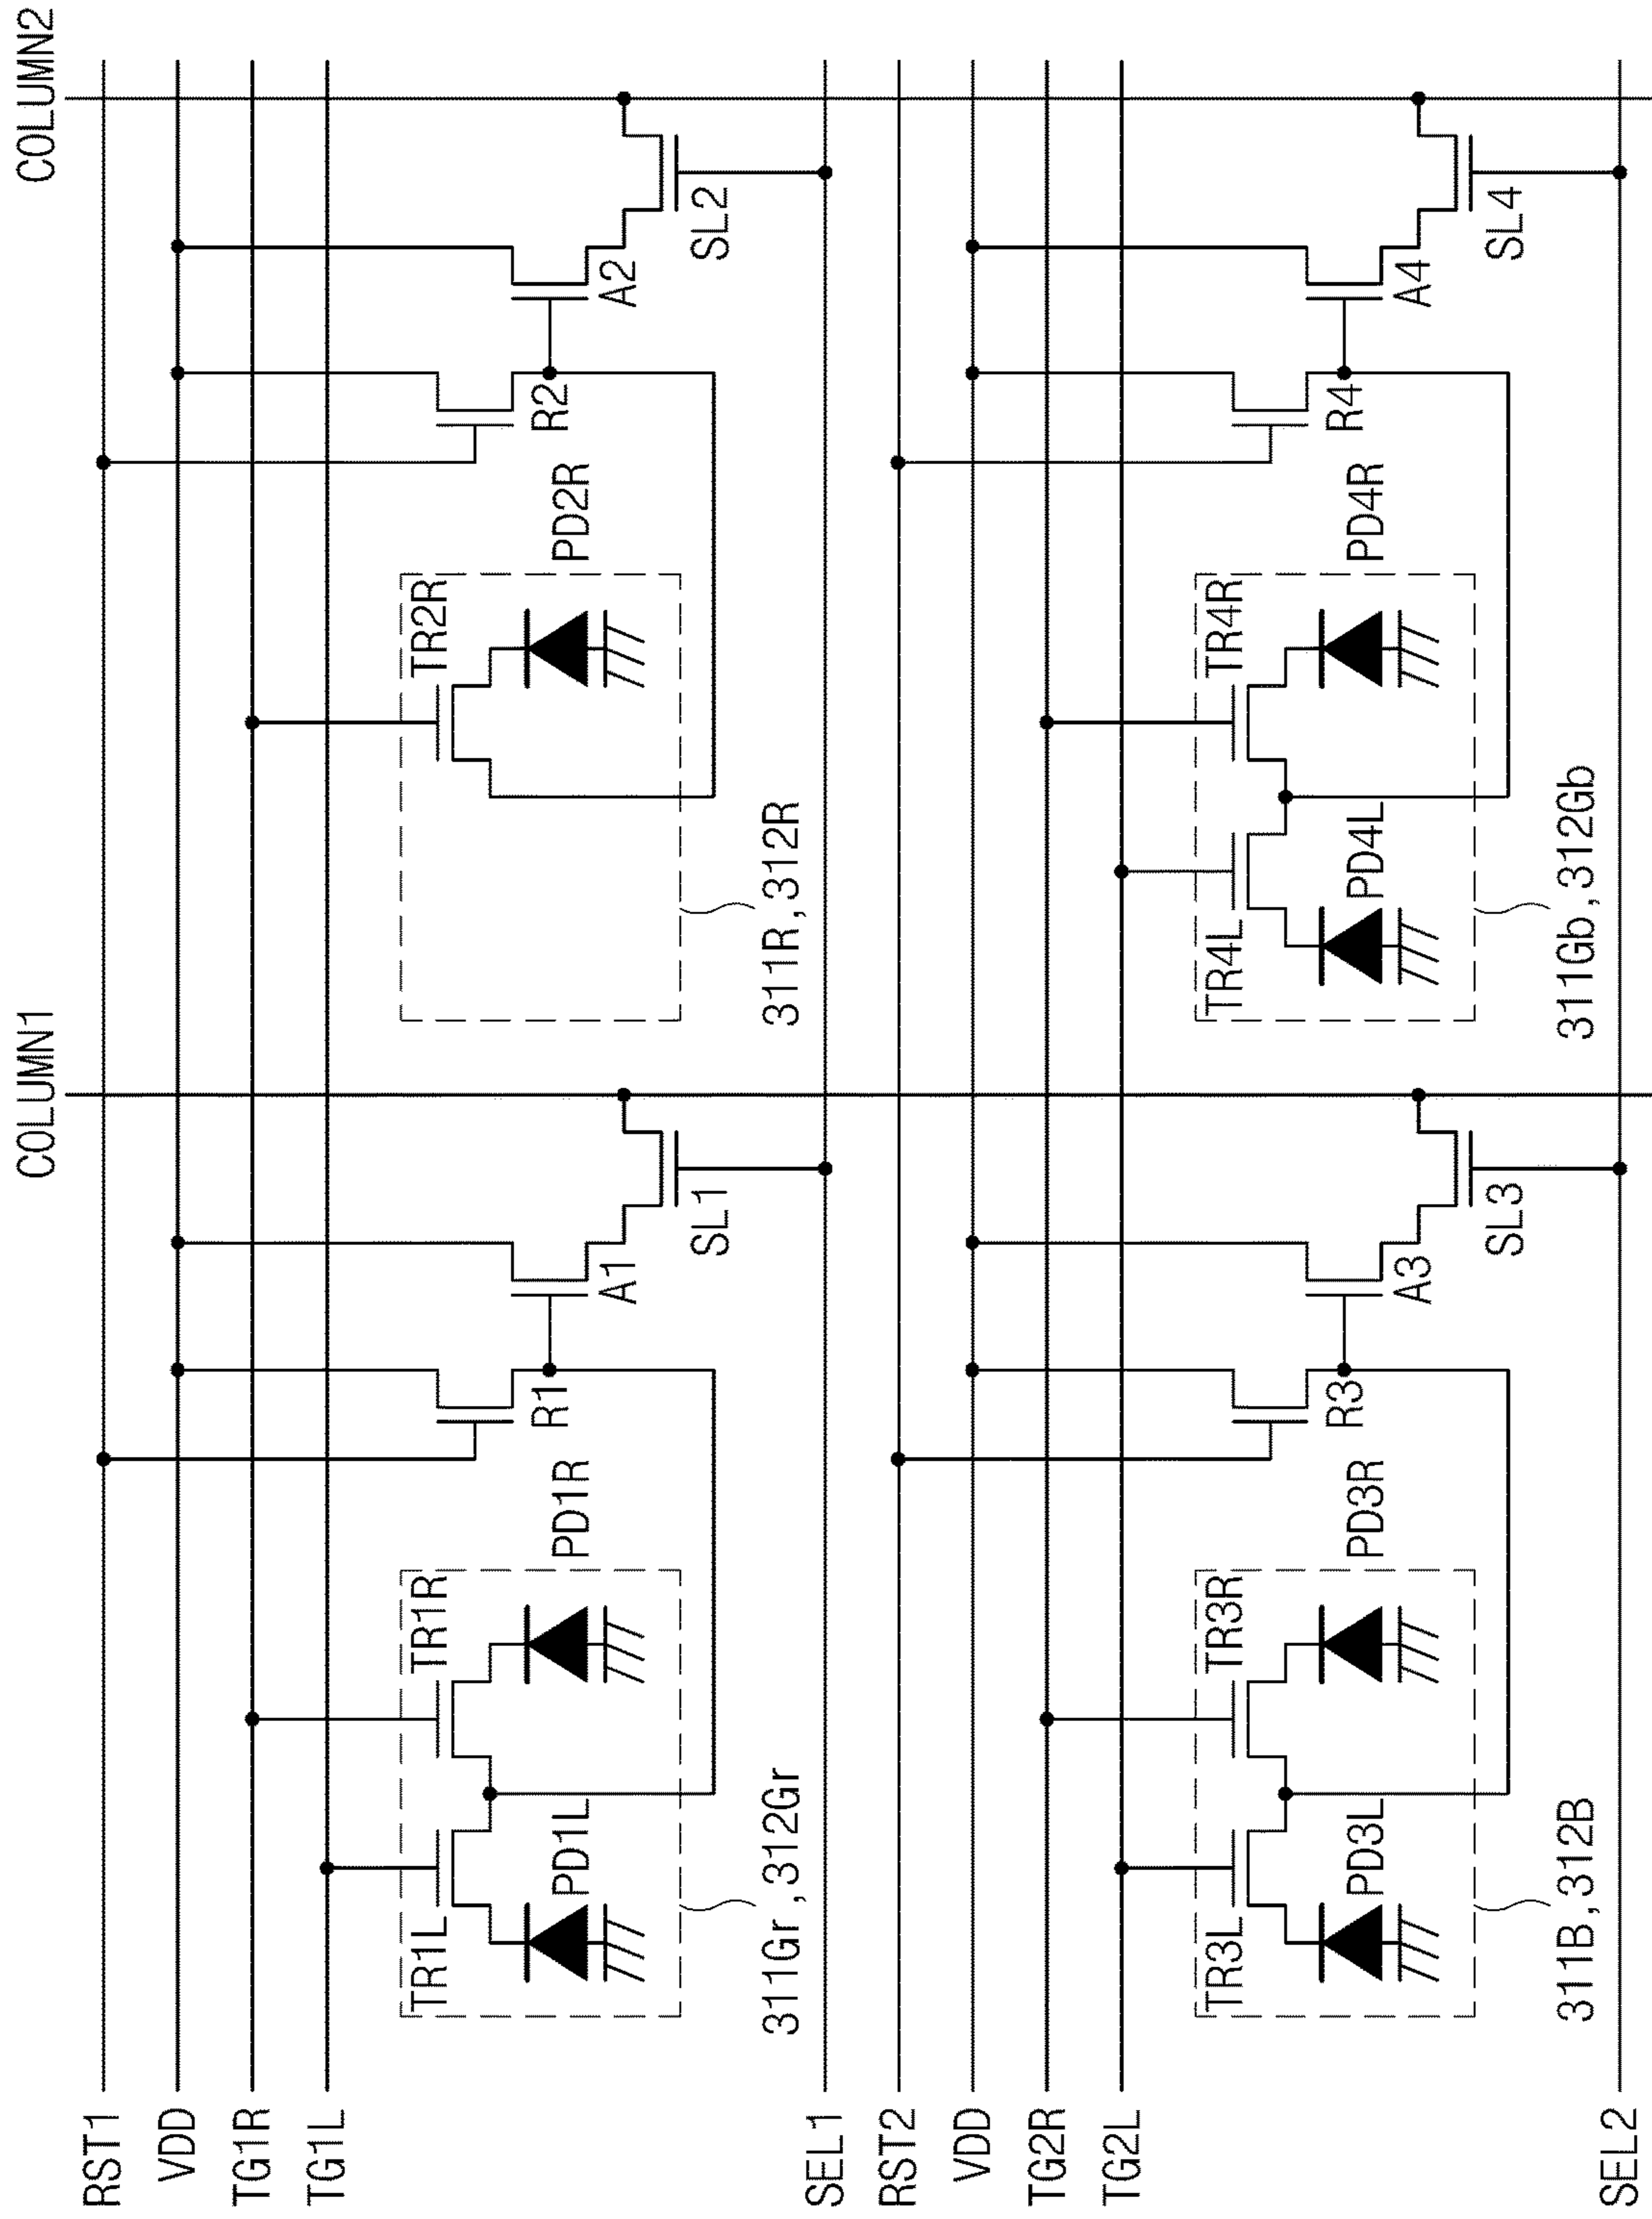 COLUMN1
COLUMN2
RST1
VDD
TG1R
TG1L
TR1L
TR1R
PD1L
PD1R
R1
A1
SL1
311Gr,312Gr
TR2R
PD2R
R2
A2
SL2
311R,312R
SEL1
RST2
VDD
TG2R
TG2L
TR3L
TR3R
PD3L
PD3R
R3
A3
SL3
311B,312B
TR4L
TR4R
PD4L
PD4R
R4
A4
SL4
311Gb,312Gb
SEL2